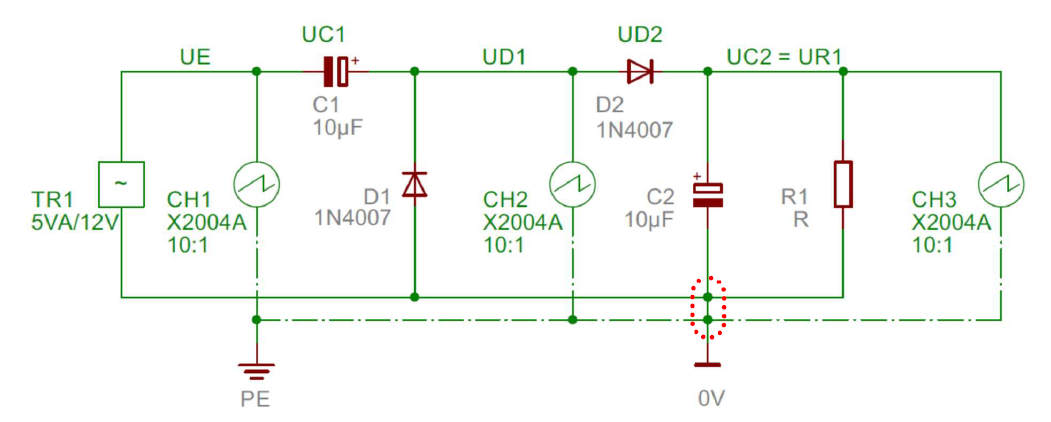 UC1
UD2
UE
UD1
UC2 = UR1
+
C1
10µF
D2
1N4007
~
+
TR1
5VA/12V
CH1
X2004A
10:1
D1
1N4007
CH2
X2004A
10:1
C2
10µF
R1
R
CH3
X2004A
10:1
PE
0V